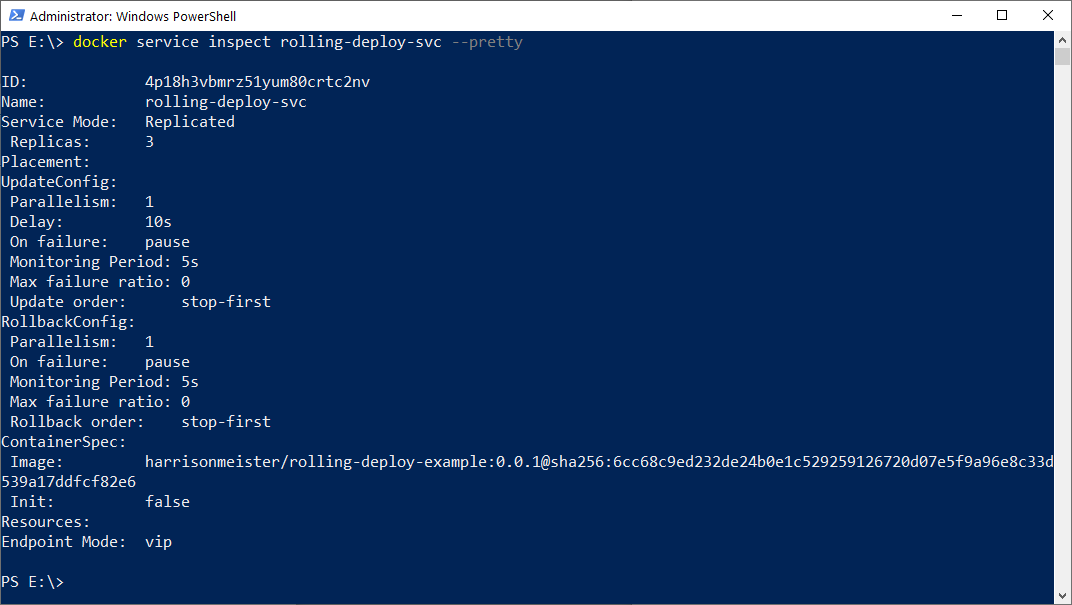 Administrator: Windows PowerShell
PS E:\> docker service inspect rolling-deploy-svc --pretty
ID: 4p18h3vbmrz51yum80crtc2nv
Name: rolling-deploy-svc
Service Mode: Replicated
Replicas: 3
Placement:
UpdateConfig:
Parallelism: 1
Delay: 10s
On failure: pause
Monitoring Period: 5s
Max failure ratio: 0
Update order: stop-first
RollbackConfig:
Parallelism: 1
On failure: pause
Monitoring Period: 5s
Max failure ratio: 0
Rollback order: stop-first
ContainerSpec:
Image: harrisonmeister/rolling-deploy-example:0.0.1@sha256:6cc68c9ed232de24b0e1c529259126720d07e5f9a96e8c33d
539a17ddfcf82e6
Init: false
Resources:
Endpoint Mode: vip
PS E:\>